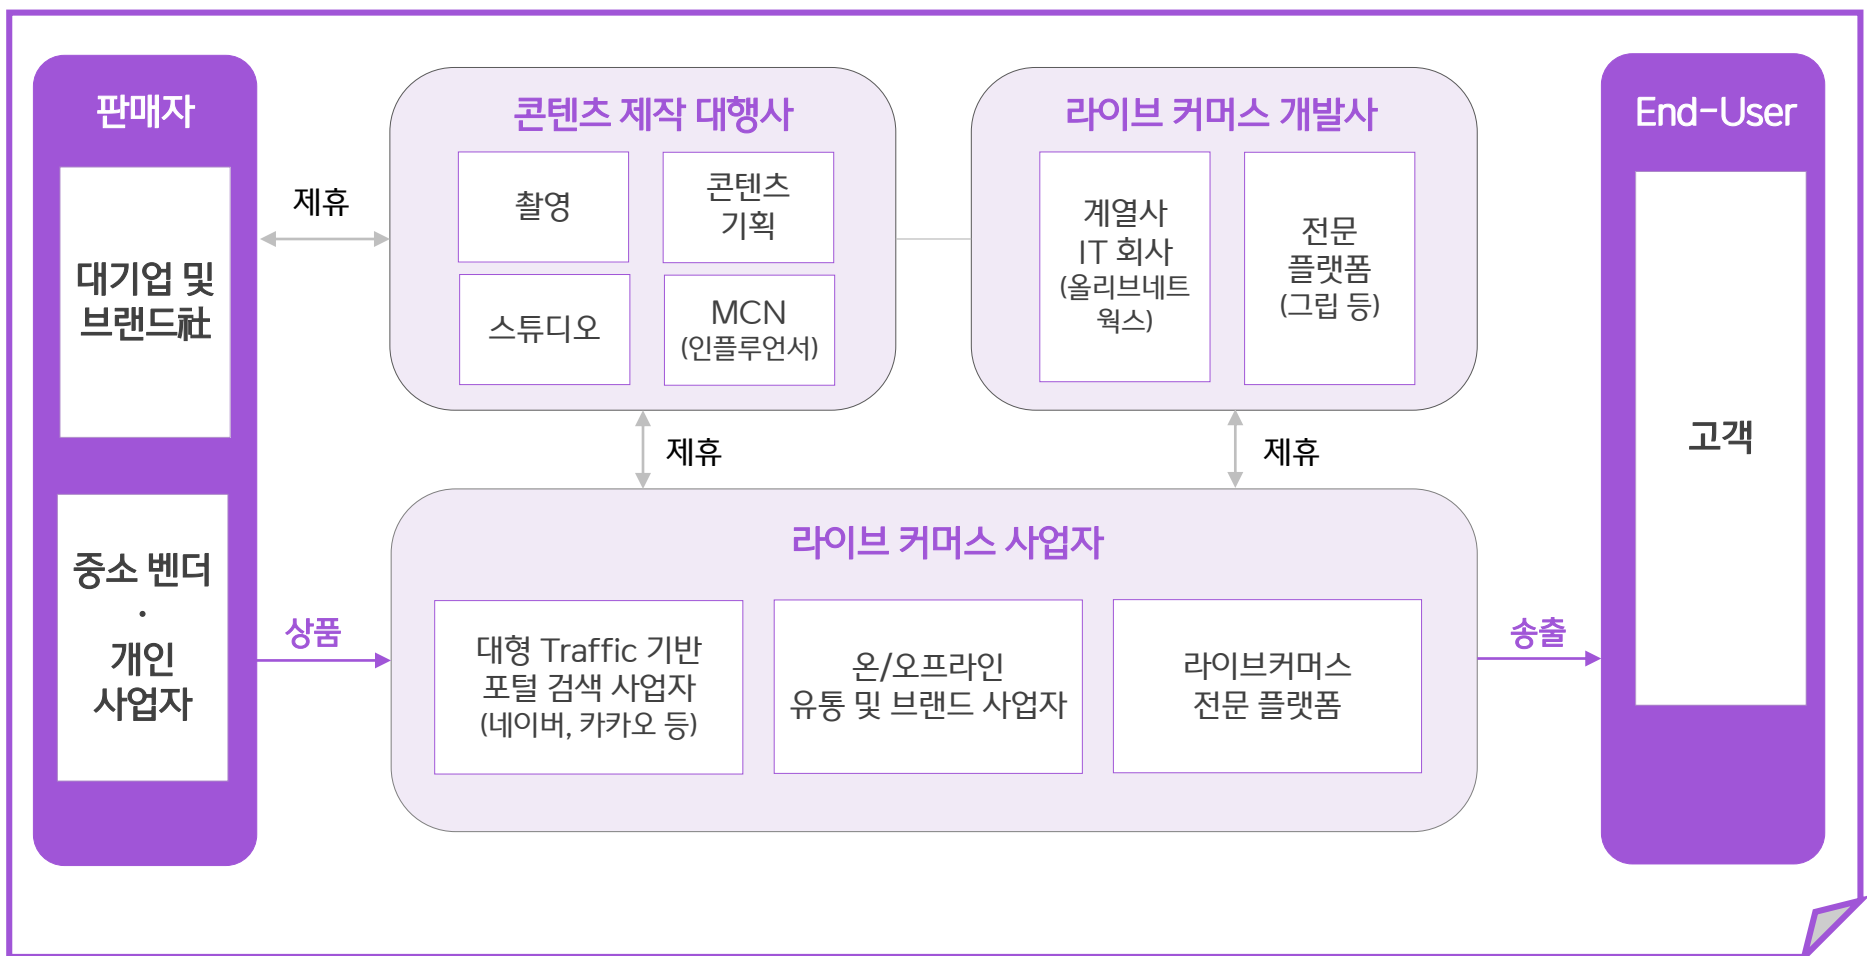 판매자
대기업 및
브랜드社
중소 벤더
·
개인
사업자
제휴
상품
콘텐츠 제작 대행사
촬영
콘텐츠
기획
스튜디오
MCN
(인플루언서)
라이브 커머스 개발사
계열사
IT 회사
(올리브네트
웍스)
전문
플랫폼
(그립 등)
제휴
제휴
라이브 커머스 사업자
대형 Traffic 기반
포털 검색 사업자
(네이버, 카카오 등)
온/오프라인
유통 및 브랜드 사업자
라이브커머스
전문 플랫폼
송출
End-User
고객